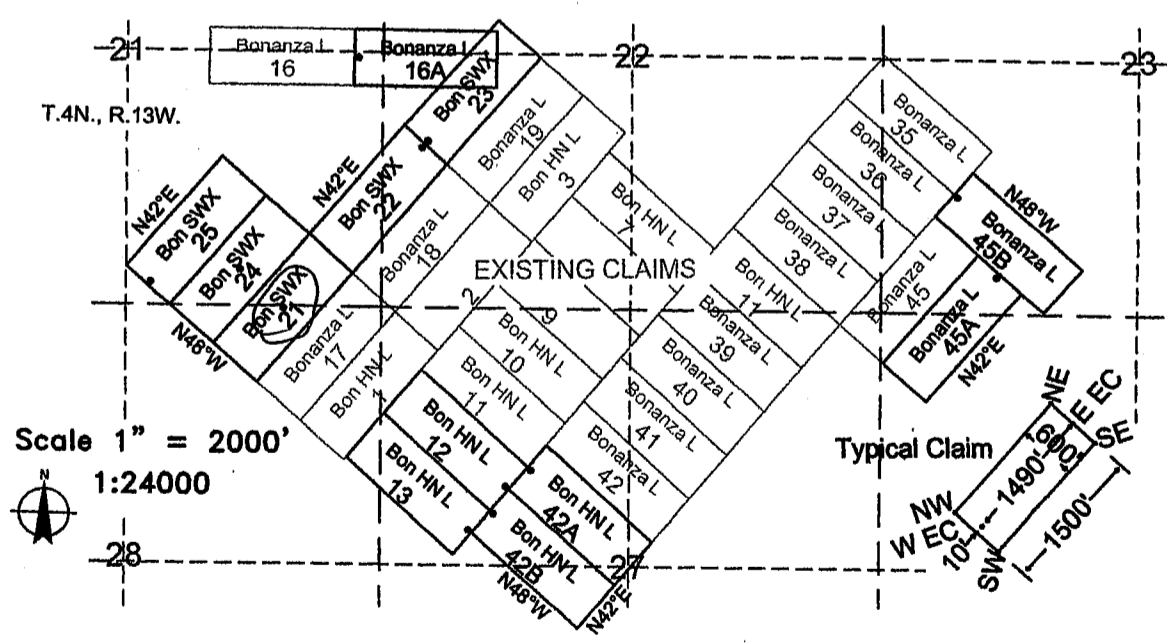 21
22
23
Bonanza L
16
Bonanza L
16A
T.4N., R.13W.
Bon SWX
23
Bonanza L
19
Bon HN L
3
Bon HN L
7
Bonanza L
35
Bonanza L
36
Bonanza L
37
Bonanza L
38
Bon HN L
11
N42°E
Bon SWX
25
Bon SWX
24
Bon SWX
21
N48°W
N42°E
Bon SWX
22
Bonanza L
18
EXISTING CLAIMS
2
9
N48°W
Bonanza L
45B
Bonanza L
45
Bonanza L
45A
N42°E
Bonanza L
17
Bon HN L
1
Bon HN L
10
Bon HN L
11
Bon HN L
12
Bon HN L
13
Bonanza L
39
Bonanza L
40
Bonanza L
41
Bonanza L
42
Bon HN L
42A
Bon HN L
42B
N48°W
N42°E
Scale 1" = 2000'
1:24000
N
28
27
Typical Claim
NE
E EC
SE
600'
1490'
1500'
NW
W EC
10'
SW